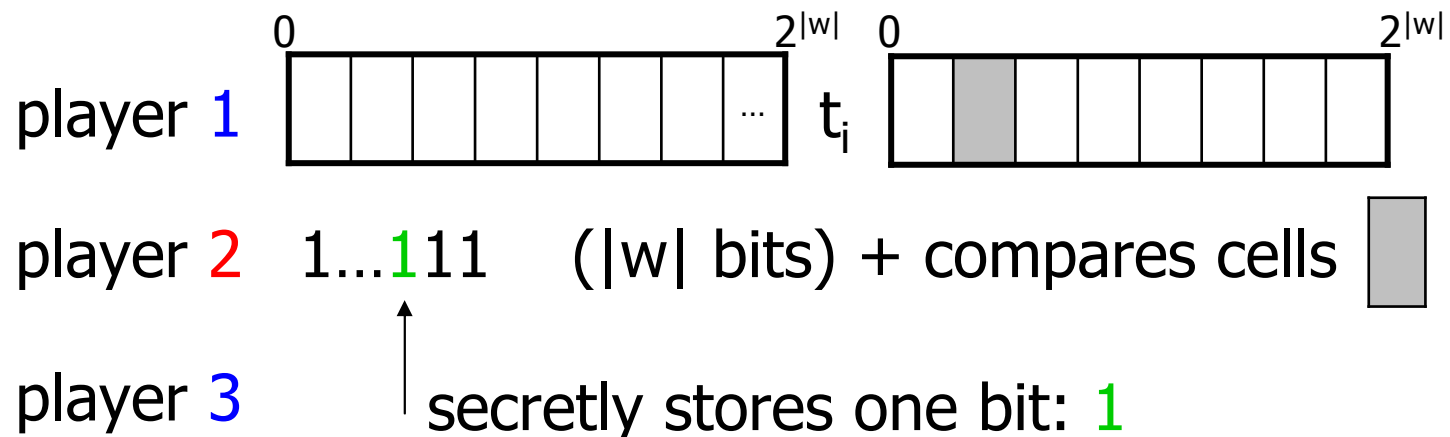 0 2^|w| 0 2^|w|
player 1 ... t_i
player 2 1...111 (|w| bits) + compares cells
player 3 secretly stores one bit: 1